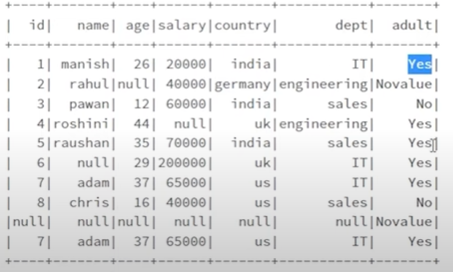 +----+-------+----+------+-------+-----------+-------+
|  id|   name| age|salary|country|       dept|  adult|
+----+-------+----+------+-------+-----------+-------+
|   1| manish|  26| 20000|  india|         IT|    Yes|
|   2|  rahul|null| 40000|germany|engineering|Novalue|
|   3|  pawan|  12| 60000|  india|      sales|     No|
|   4|roshini|  44|  null|     uk|engineering|    Yes|
|   5|raushan|  35| 70000|  india|      sales|    Yes|
|   6|   null|  29|200000|     uk|         IT|    Yes|
|   7|   adam|  37| 65000|     us|         IT|    Yes|
|   8|  chris|  16| 40000|     us|      sales|     No|
|null|   null|null|  null|   null|       null|Novalue|
|   7|   adam|  37| 65000|     us|         IT|    Yes|
+----+-------+----+------+-------+-----------+-------+